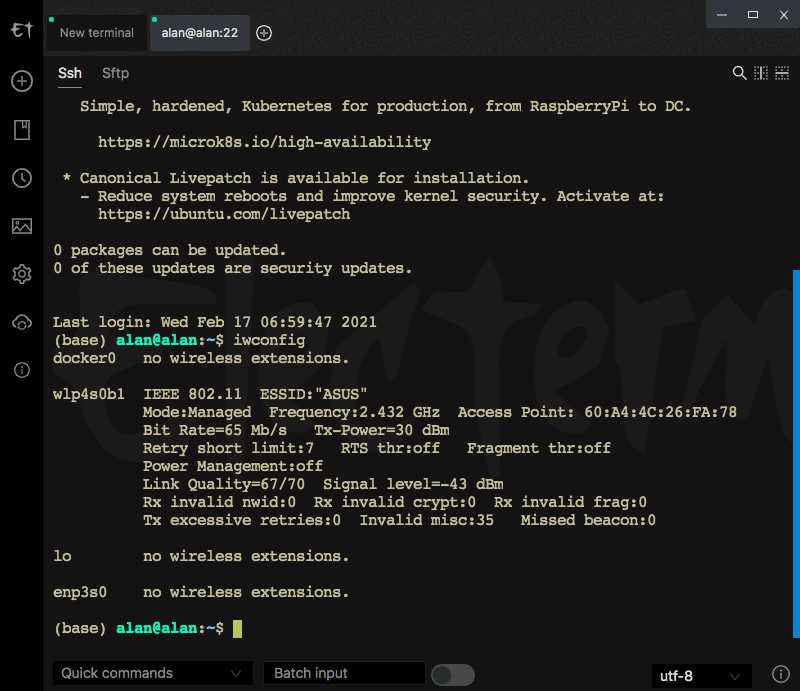 New terminal
alan@alan:22
Ssh
Sftp
Simple, hardened, Kubernetes for production, from RaspberryPi to DC.
https://microk8s.io/high-availability
* Canonical Livepatch is available for installation.
- Reduce system reboots and improve kernel security. Activate at:
https://ubuntu.com/livepatch
0 packages can be updated.
0 of these updates are security updates.
Last login: Wed Feb 17 06:59:47 2021
(base) alan@alan:~$ iwconfig
docker0   no wireless extensions.
wlp4s0b1  IEEE 802.11  ESSID:"ASUS"
Mode:Managed  Frequency:2.432 GHz  Access Point: 60:A4:4C:26:FA:78
Bit Rate=65 Mb/s   Tx-Power=30 dBm
Retry short limit:7   RTS thr:off   Fragment thr:off
Power Management:off
Link Quality=67/70  Signal level=-43 dBm
Rx invalid nwid:0  Rx invalid crypt:0  Rx invalid frag:0
Tx excessive retries:0  Invalid misc:35   Missed beacon:0
lo        no wireless extensions.
enp3s0    no wireless extensions.
(base) alan@alan:~$
Quick commands
Batch input
utf-8